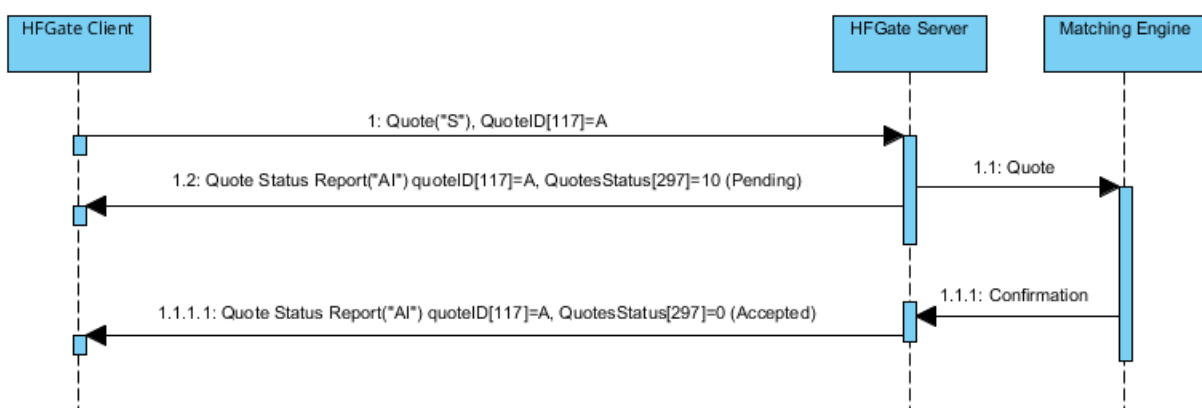 HFGate Client
HFGate Server
Matching Engine
1: Quote("S"), QuoteID[117]=A
1.1: Quote
1.2: Quote Status Report("AI") quoteID[117]=A, QuotesStatus[297]=10 (Pending)
1.1.1: Confirmation
1.1.1.1: Quote Status Report("AI") quoteID[117]=A, QuotesStatus[297]=0 (Accepted)